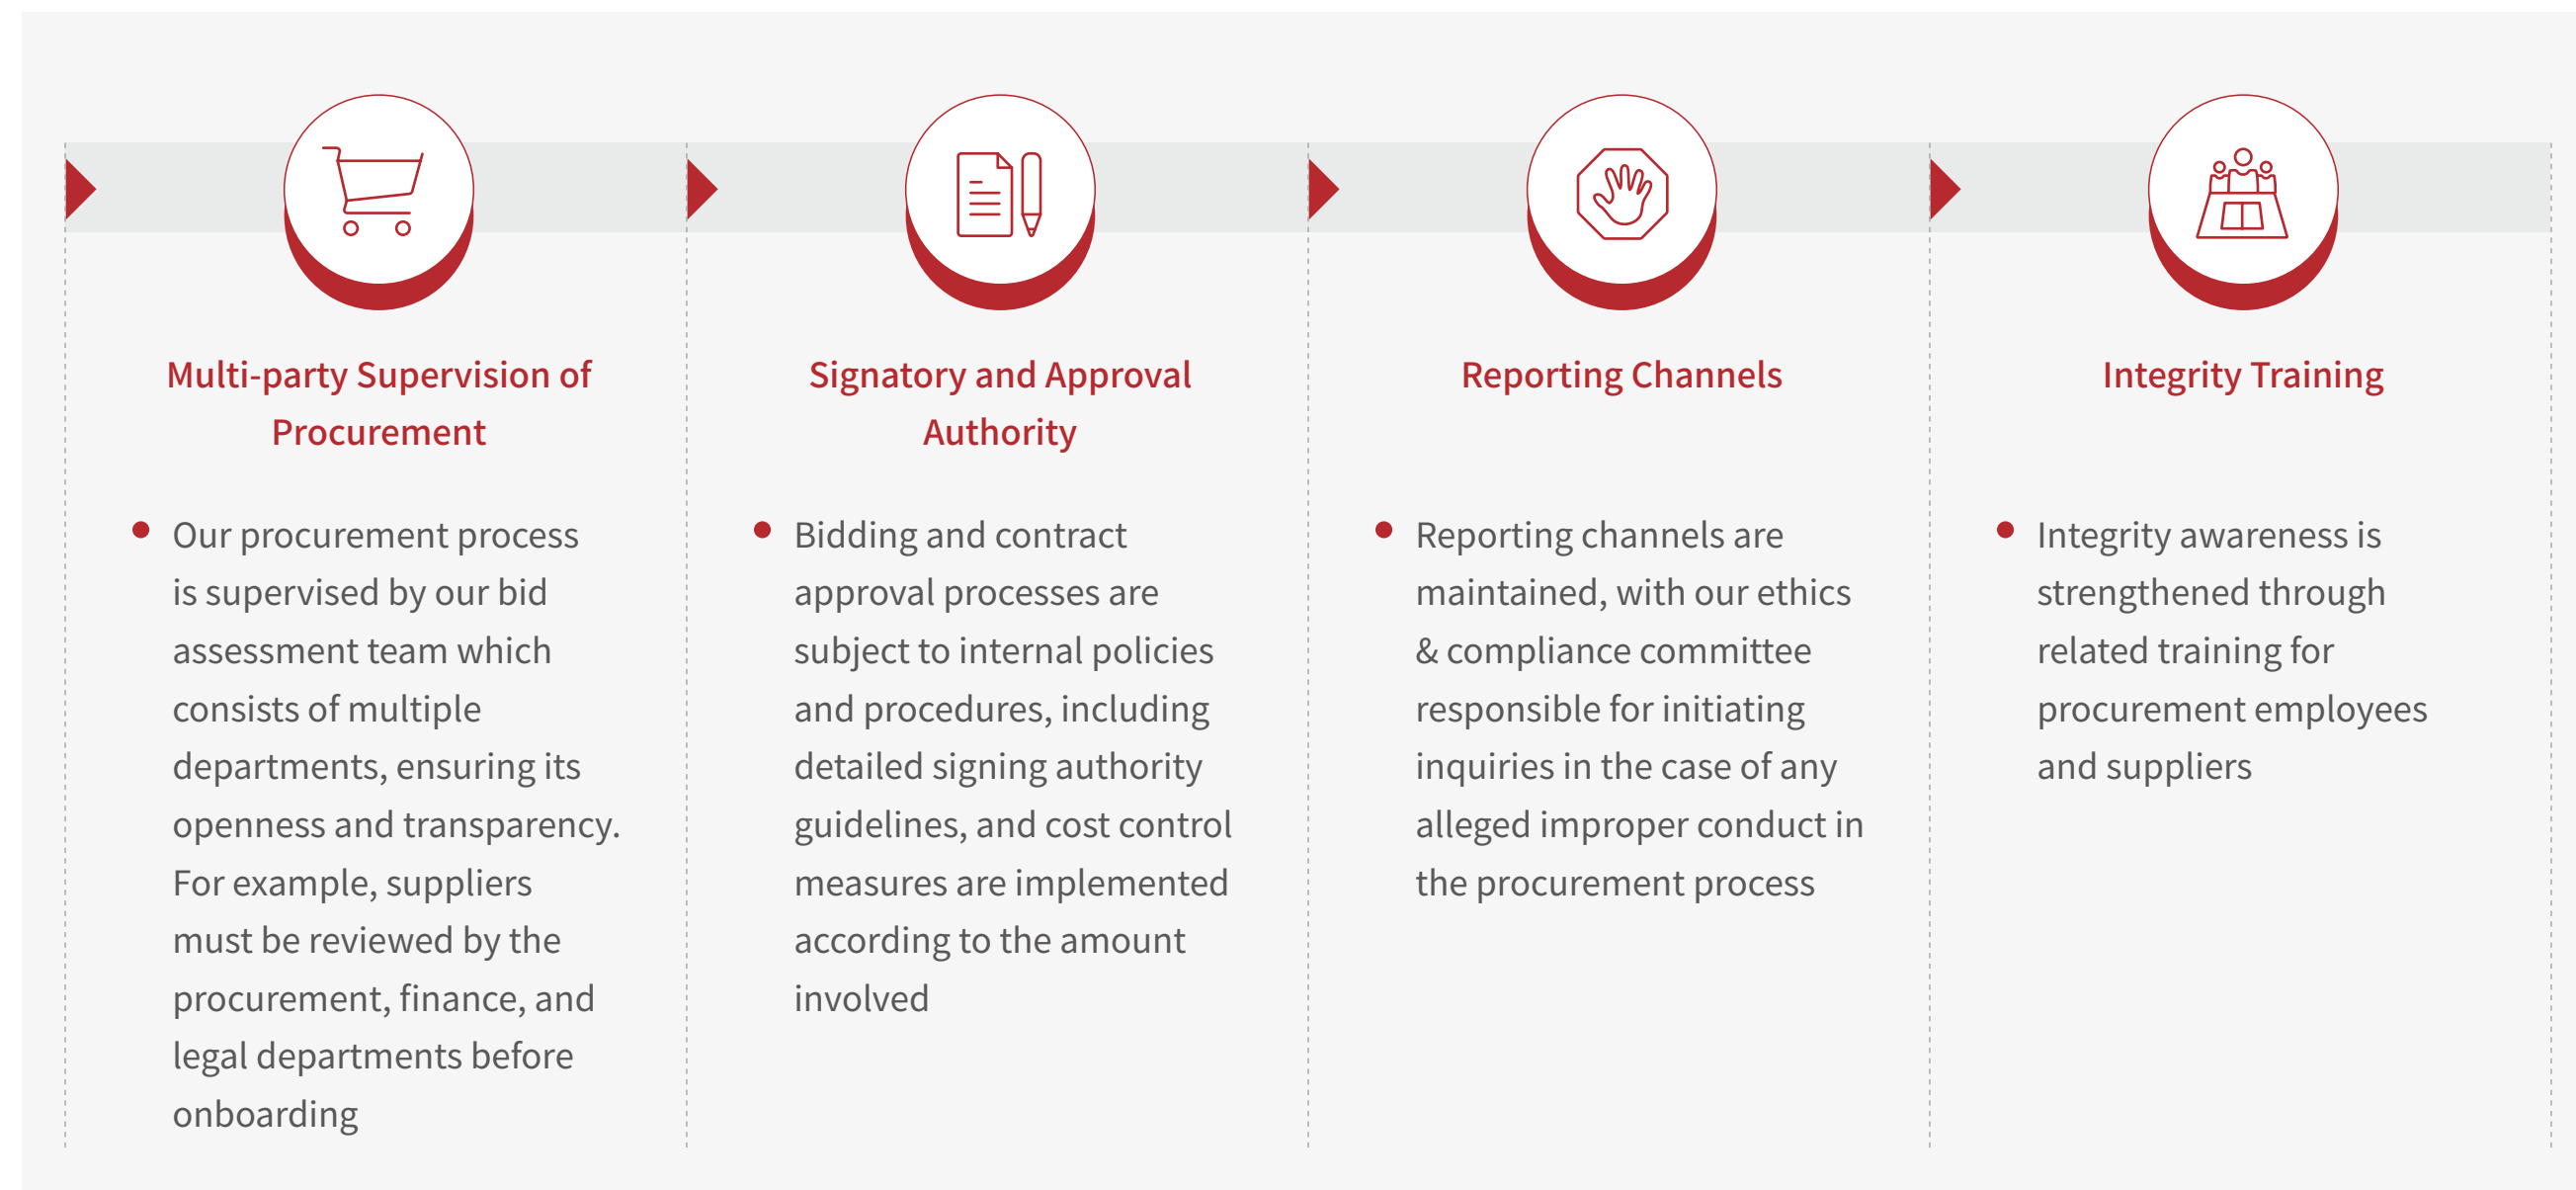 Multi-party Supervision of
Procurement
Our procurement process
is supervised by our bid
assessment team which
consists of multiple
departments, ensuring its
openness and transparency.
For example, suppliers
must be reviewed by the
procurement, finance, and
legal departments before
onboarding
Signatory and Approval
Authority
Bidding and contract
approval processes are
subject to internal policies
and procedures, including
detailed signing authority
guidelines, and cost control
measures are implemented
according to the amount
involved
Reporting Channels
Reporting channels are
maintained, with our ethics
& compliance committee
responsible for initiating
inquiries in the case of any
alleged improper conduct in
the procurement process
Integrity Training
Integrity awareness is
strengthened through
related training for
procurement employees
and suppliers